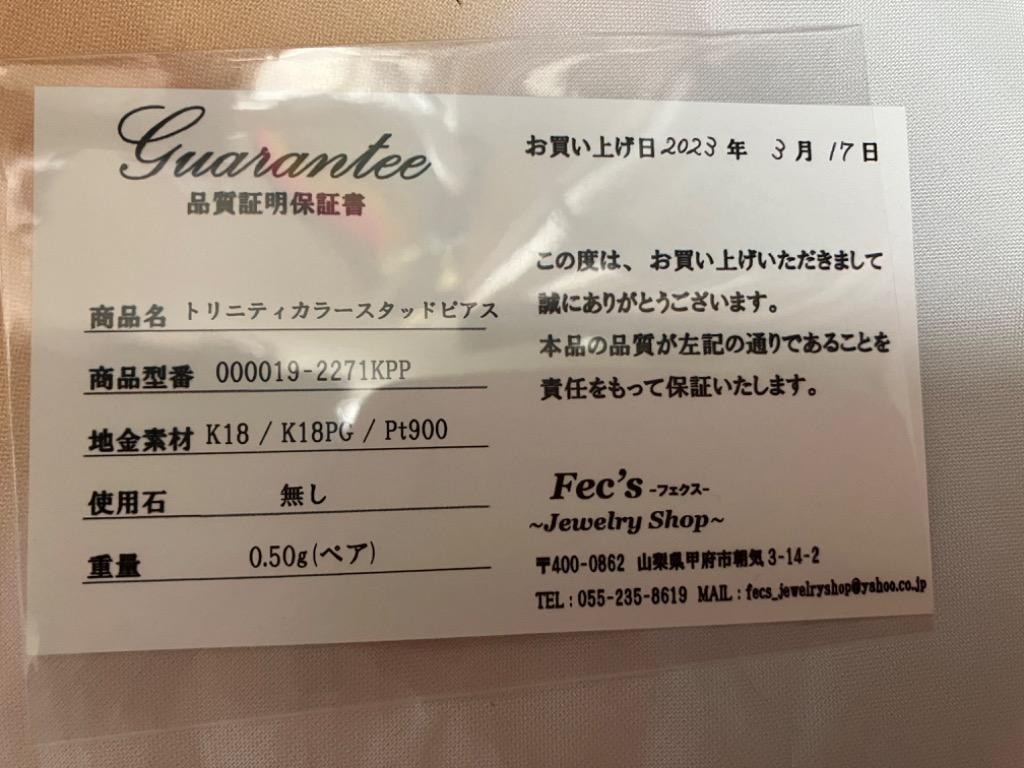 Guarantee
品質証明保証書
お買い上げ日 2023 年 3 月 17 日
商品名 トリニティカラースタッドピアス
商品型番 000019-2271KPP
地金素材 K18 / K18PG / Pt900
使用石 無し
重量 0.50g(ペア)
この度は、お買い上げいただきまして
誠にありがとうございます。
本品の品質が左記の通りであることを
責任をもって保証いたします。
Fec's -フェクス-
~Jewelry Shop~
〒400-0862 山梨県甲府市朝気3-14-2
TEL：055-235-8619 MAIL：fecs_jewelryshop@yahoo.co.jp